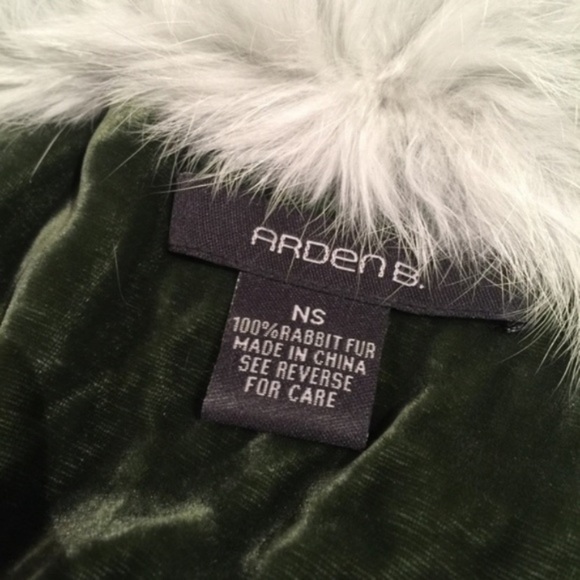 ARDEN B.
NS
100%RABBIT FUR
MADE IN CHINA
SEE REVERSE
FOR CARE